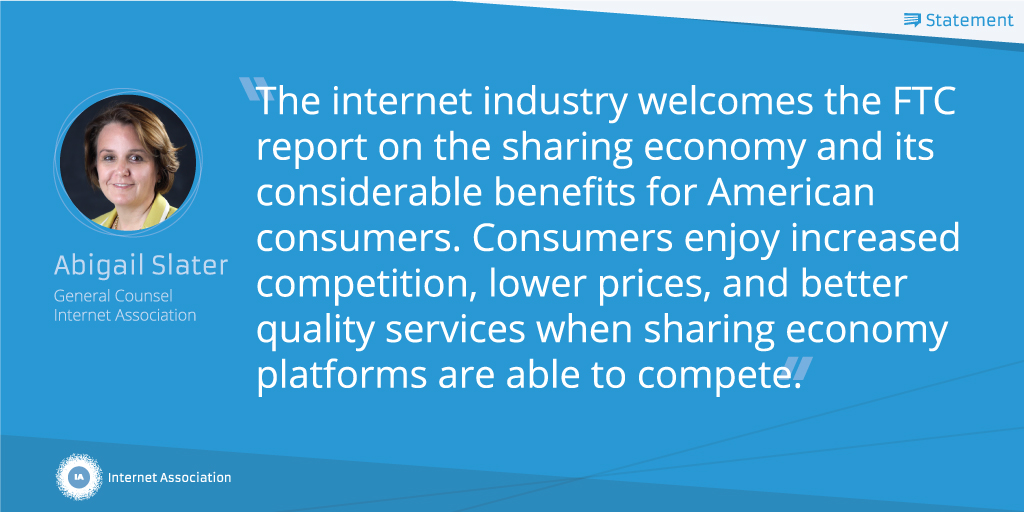 Statement
"The internet industry welcomes the FTC
report on the sharing economy and its
considerable benefits for American
consumers. Consumers enjoy increased
competition, lower prices, and better
quality services when sharing economy
platforms are able to compete."
Abigail Slater
General Counsel
Internet Association
IA
Internet Association